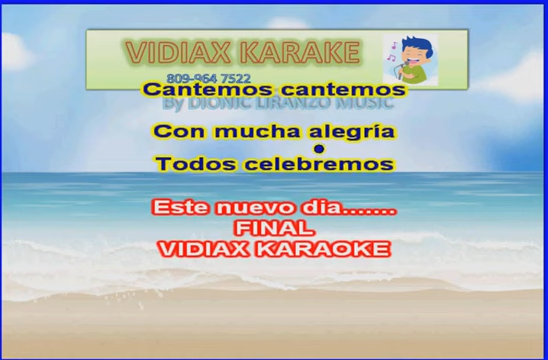 VIDIAX KARAKE
809-964 7522
Cantemos cantemos
By DIONIC LIRANZO MUSIC
Con mucha alegría
Todos celebremos
Este nuevo dia.......
FINAL
VIDIAX KARAOKE